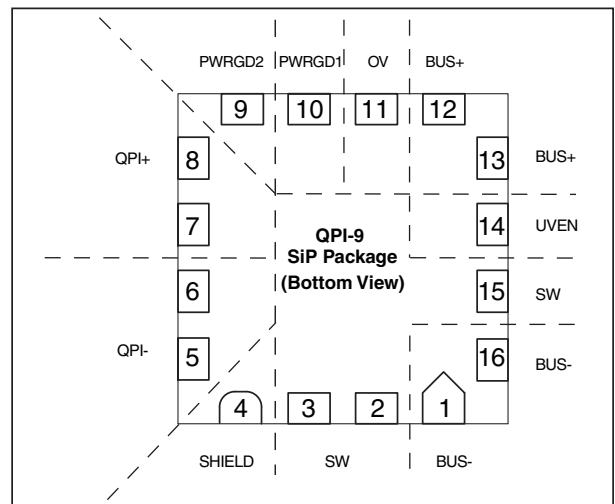 PWRGD2 PWRGD1 OV BUS+
9 10 11 12
QPI+ 8 13 BUS+
7 14 UVEN
QPI-9
SiP Package
(Bottom View)
6 15 SW
QPI- 5 16 BUS-
4 3 2 1
SHIELD SW BUS-